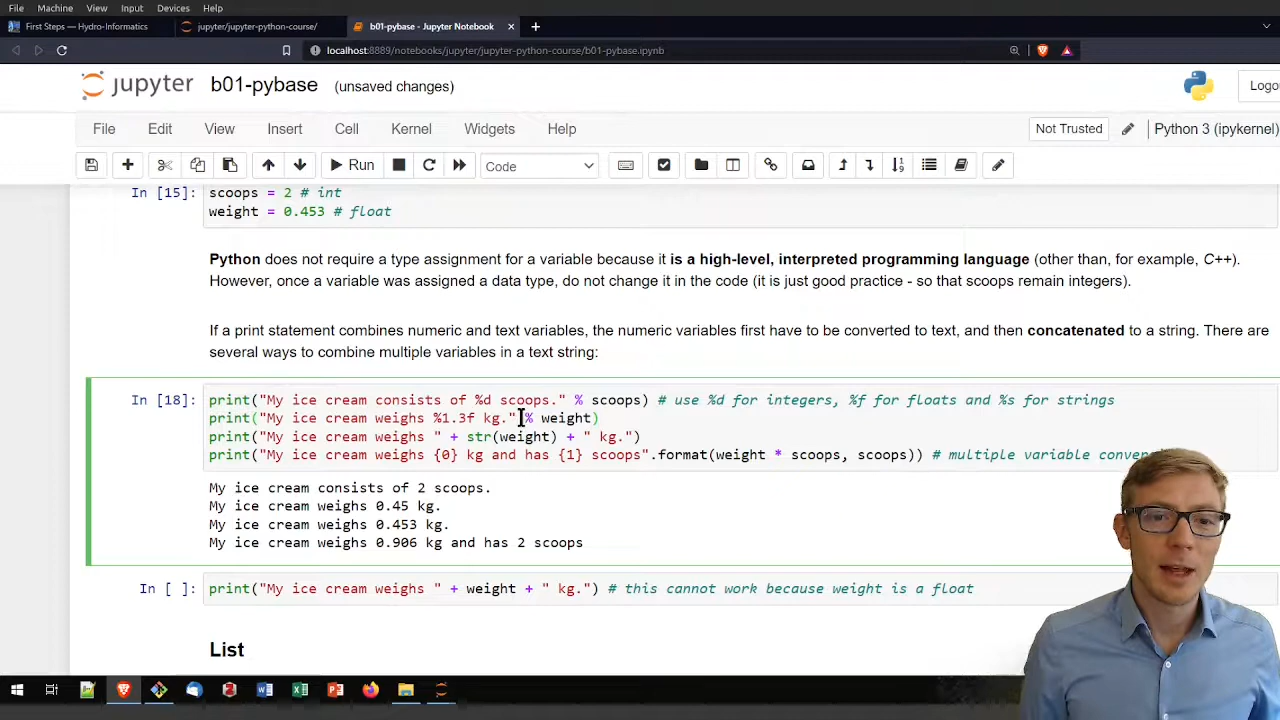 File Machine View Input Devices Help
First Steps — Hydro-Informatics
jupyter/jupyter-python-course/
b01-pybase - Jupyter Notebook
localhost:8889/notebooks/jupyter/jupyter-python-course/b01-pybase.ipynb
jupyter b01-pybase (unsaved changes)
File Edit View Insert Cell Kernel Widgets Help
Not Trusted Python 3 (ipykernel)
Run Code
In [15]: scoops = 2 # int
weight = 0.453 # float
Python does not require a type assignment for a variable because it is a high-level, interpreted programming language (other than, for example, C++).
However, once a variable was assigned a data type, do not change it in the code (it is just good practice - so that scoops remain integers).
If a print statement combines numeric and text variables, the numeric variables first have to be converted to text, and then concatenated to a string. There are
several ways to combine multiple variables in a text string:
In [18]: print("My ice cream consists of %d scoops." % scoops) # use %d for integers, %f for floats and %s for strings
print("My ice cream weighs %1.3f kg." % weight)
print("My ice cream weighs " + str(weight) + " kg.")
print("My ice cream weighs {0} kg and has {1} scoops".format(weight * scoops, scoops)) # multiple variable
My ice cream consists of 2 scoops.
My ice cream weighs 0.45 kg.
My ice cream weighs 0.453 kg.
My ice cream weighs 0.906 kg and has 2 scoops
In [ ]: print("My ice cream weighs " + weight + " kg.") # this cannot work because weight is a float
List